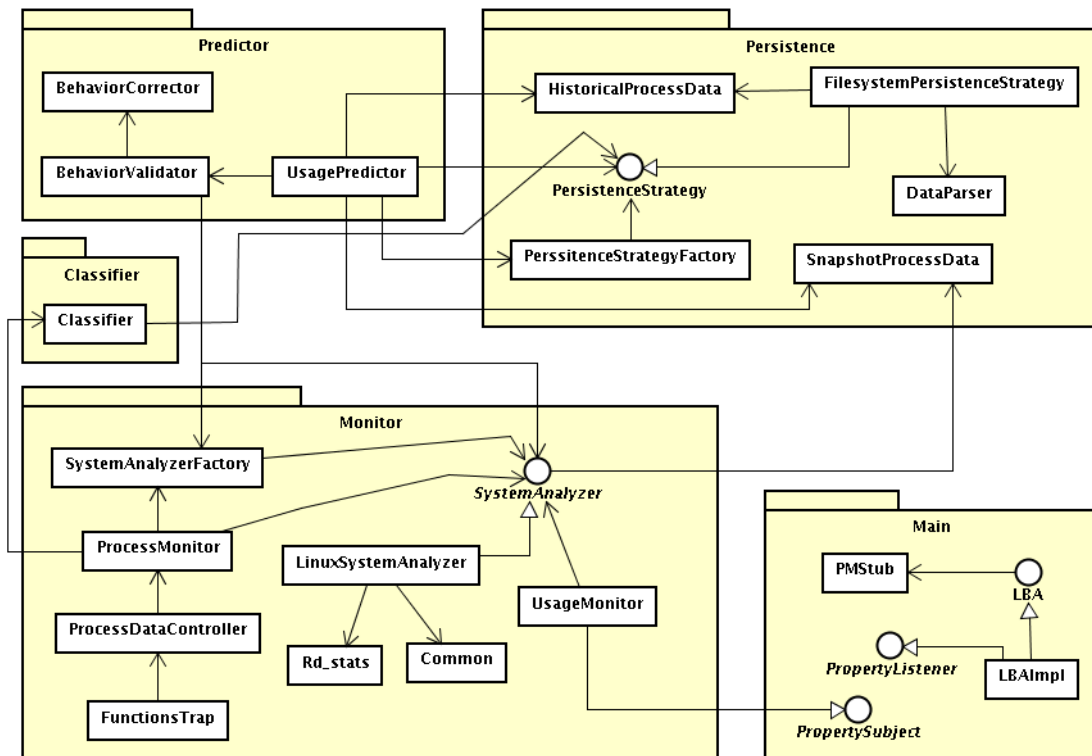 Predictor
BehaviorCorrector
BehaviorValidator
UsagePredictor
Persistence
HistoricalProcessData
FilesystemPersistenceStrategy
PersistenceStrategy
DataParser
PerssitenceStrategyFactory
SnapshotProcessData
Classifier
Classifier
Monitor
SystemAnalyzerFactory
SystemAnalyzer
ProcessMonitor
LinuxSystemAnalyzer
UsageMonitor
ProcessDataController
Rd_stats
Common
FunctionsTrap
Main
PMStub
LBA
PropertyListener
LBAImpl
PropertySubject